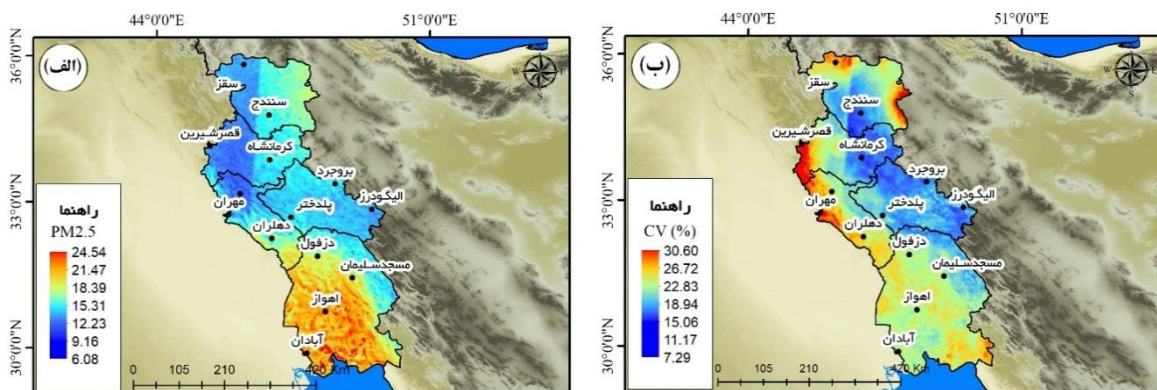 44°0'0"E
51°0'0"E
36°0'0"N
33°0'0"N
30°0'0"N
(الف)
سقز
سنندج
قصرشیرین
کرمانشاه
بروجرد
الیگودرز
مهران
پلدختر
دهلران
دزفول
مسجدسلیمان
اهواز
آبادان
راهنما
PM2.5
24.54
21.47
18.39
15.31
12.23
9.16
6.08
0 105 210 420 Km
44°0'0"E
51°0'0"E
36°0'0"N
33°0'0"N
30°0'0"N
(ب)
سقز
سنندج
قصرشیرین
کرمانشاه
بروجرد
الیگودرز
مهران
پلدختر
دهلران
دزفول
مسجدسلیمان
اهواز
آبادان
راهنما
CV (%)
30.60
26.72
22.83
18.94
15.06
11.17
7.29
0 105 210 420 Km